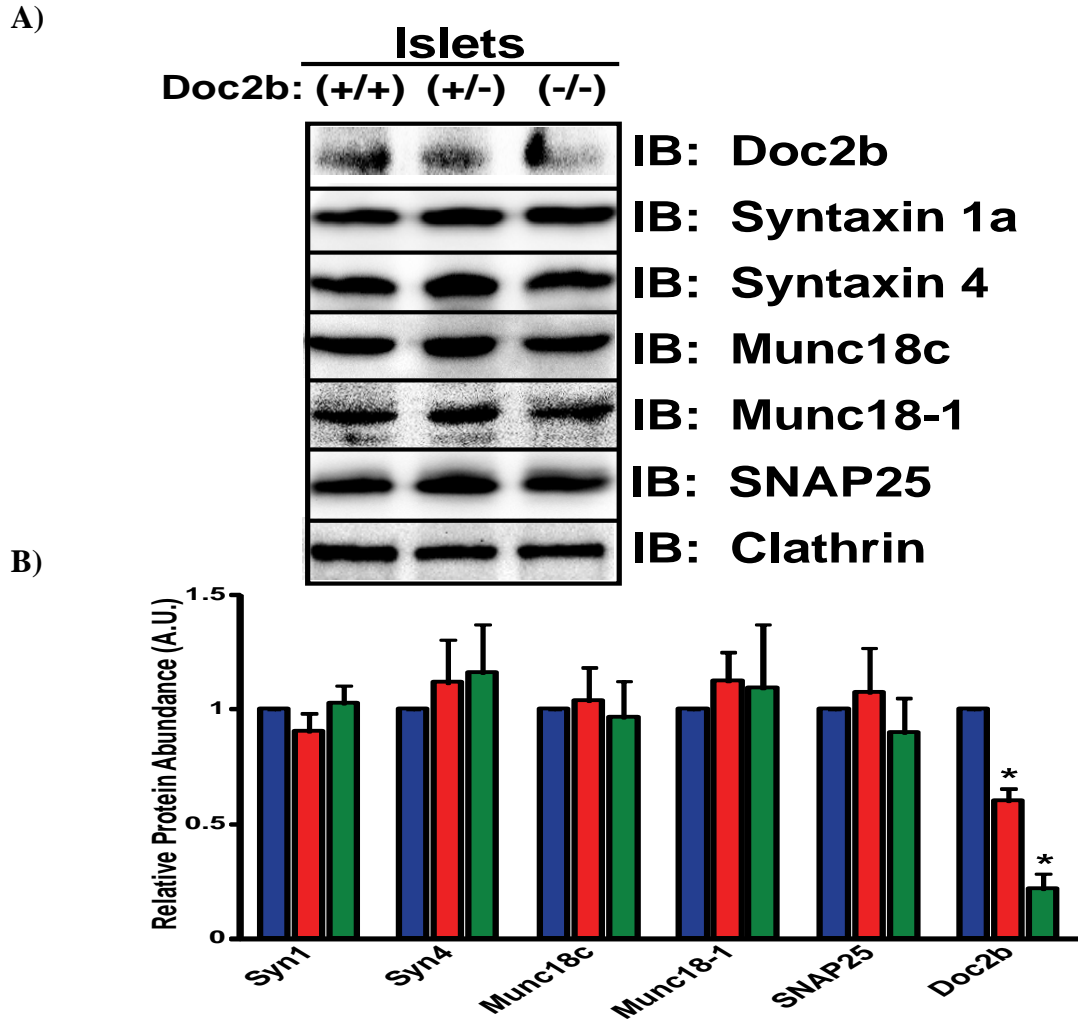 A)
Islets
Doc2b: (+/+) (+/-) (-/-)
IB: Doc2b
IB: Syntaxin 1a
IB: Syntaxin 4
IB: Munc18c
IB: Munc18-1
IB: SNAP25
IB: Clathrin
B)
Relative Protein Abundance (A.U.)
1.5
1
0.5
0
*
*
Syn1
Syn4
Munc18c
Munc18-1
SNAP25
Doc2b